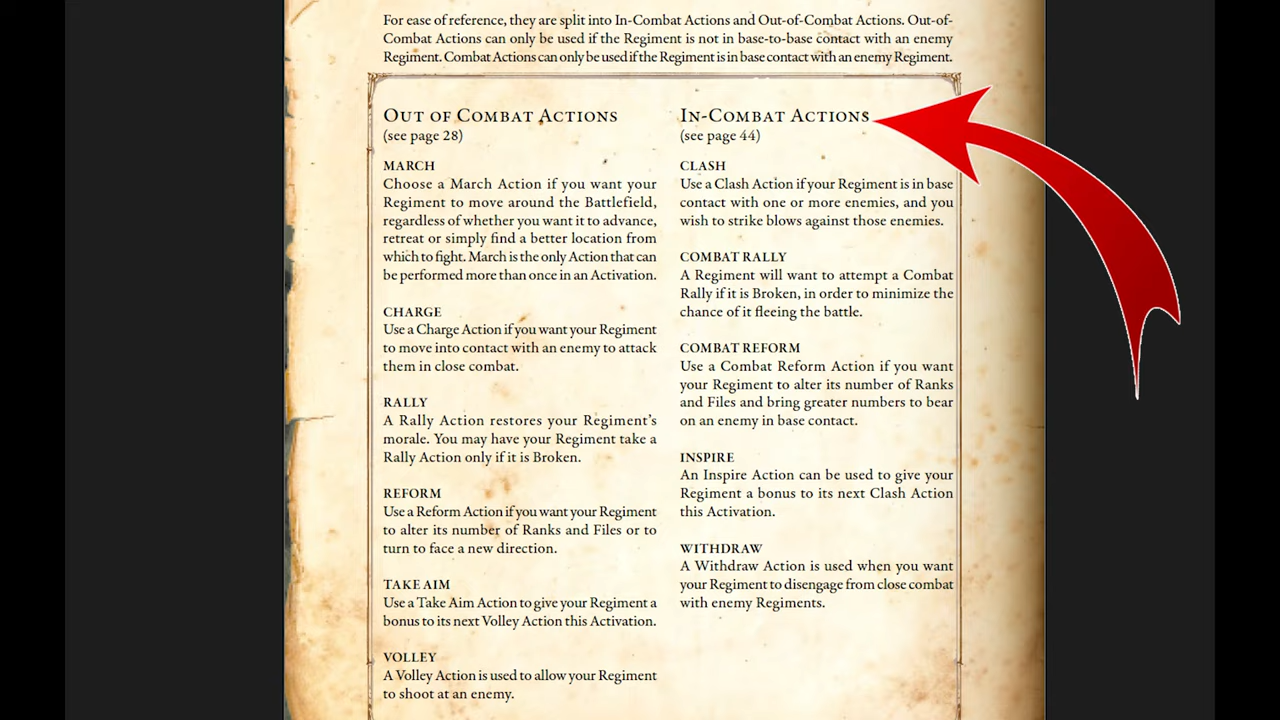 For ease of reference, they are split into In-Combat Actions and Out-of-Combat Actions. Out-of-
Combat Actions can only be used if the Regiment is not in base-to-base contact with an enemy
Regiment. Combat Actions can only be used if the Regiment is in base contact with an enemy Regiment.
OUT OF COMBAT ACTIONS
(see page 28)
MARCH
Choose a March Action if you want your
Regiment to move around the Battlefield,
regardless of whether you want it to advance,
retreat or simply find a better location from
which to fight. March is the only Action that can
be performed more than once in an Activation.
CHARGE
Use a Charge Action if you want your Regiment
to move into contact with an enemy to attack
them in close combat.
RALLY
A Rally Action restores your Regiment's
morale. You may have your Regiment take a
Rally Action only if it is Broken.
REFORM
Use a Reform Action if you want your Regiment
to alter its number of Ranks and Files or to
turn to face a new direction.
TAKE AIM
Use a Take Aim Action to give your Regiment a
bonus to its next Volley Action this Activation.
VOLLEY
A Volley Action is used to allow your Regiment
to shoot at an enemy.
IN-COMBAT ACTIONS
(see page 44)
CLASH
Use a Clash Action if your Regiment is in base
contact with one or more enemies, and you
wish to strike blows against those enemies.
COMBAT RALLY
A Regiment will want to attempt a Combat
Rally if it is Broken, in order to minimize the
chance of it fleeing the battle.
COMBAT REFORM
Use a Combat Reform Action if you want
your Regiment to alter its number of Ranks
and Files and bring greater numbers to bear
on an enemy in base contact.
INSPIRE
An Inspire Action can be used to give your
Regiment a bonus to its next Clash Action
this Activation.
WITHDRAW
A Withdraw Action is used when you want
your Regiment to disengage from close combat
with enemy Regiments.